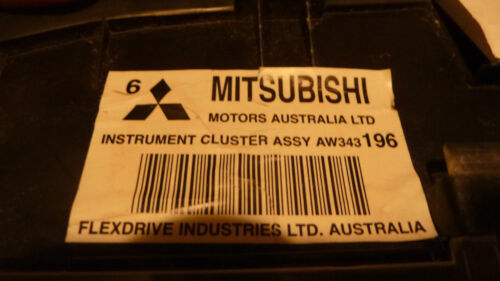 6 MITSUBISHI
MOTORS AUSTRALIA LTD
INSTRUMENT CLUSTER ASSY AW343196
FLEXDRIVE INDUSTRIES LTD. AUSTRALIA